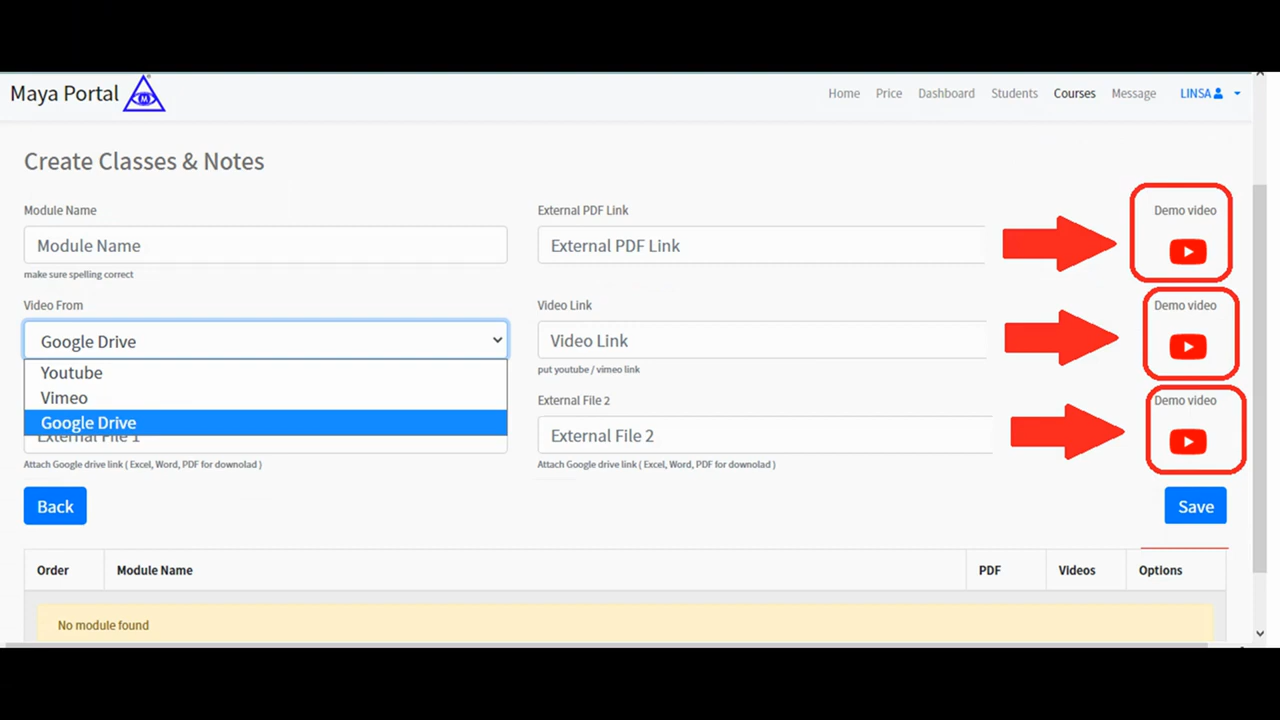 Maya Portal
M
Home Price Dashboard Students Courses Message LINSA
Create Classes & Notes
Module Name External PDF Link Demo video
Module Name External PDF Link
make sure spelling correct
Video From Video Link Demo video
Google Drive Video Link
put youtube / vimeo link
Youtube
Vimeo
External File 2 Demo video
Google Drive
External File 1 External File 2
Attach Google drive link ( Excel, Word, PDF for downolad ) Attach Google drive link ( Excel, Word, PDF for downolad )
Back Save
Order Module Name PDF Videos Options
No module found